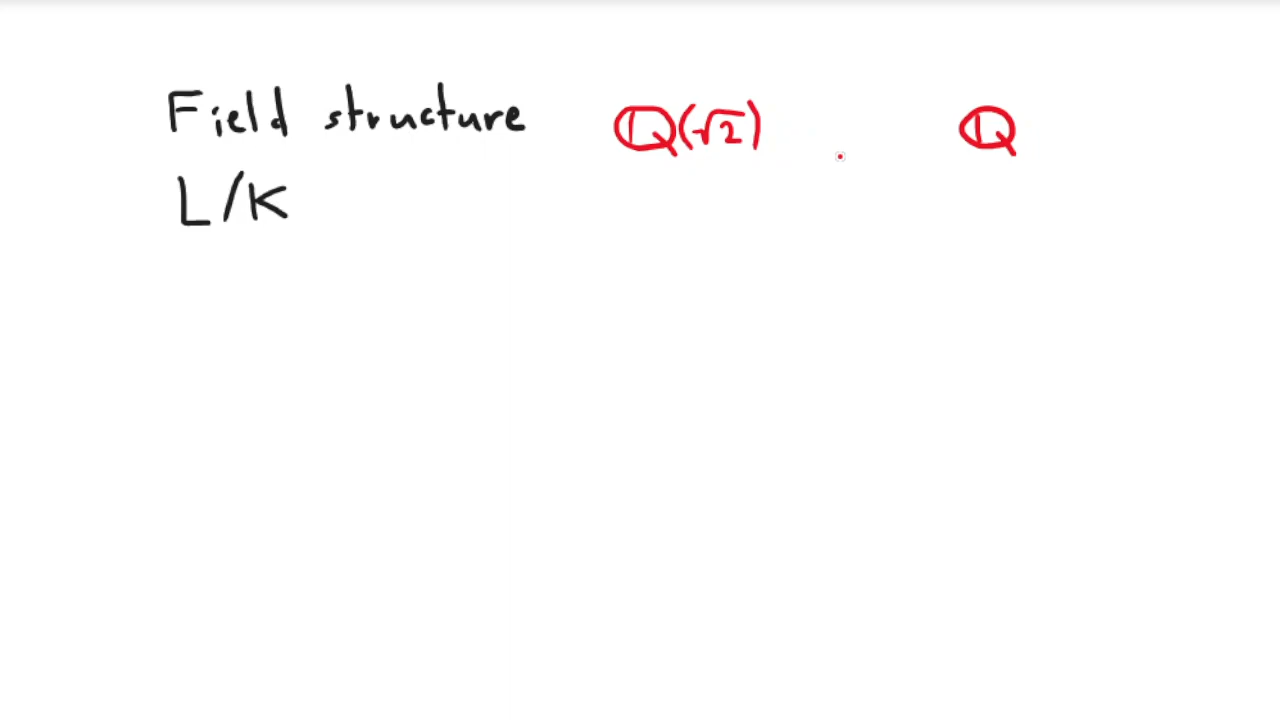 Field structure ℚ(√2) ℚ
L/K